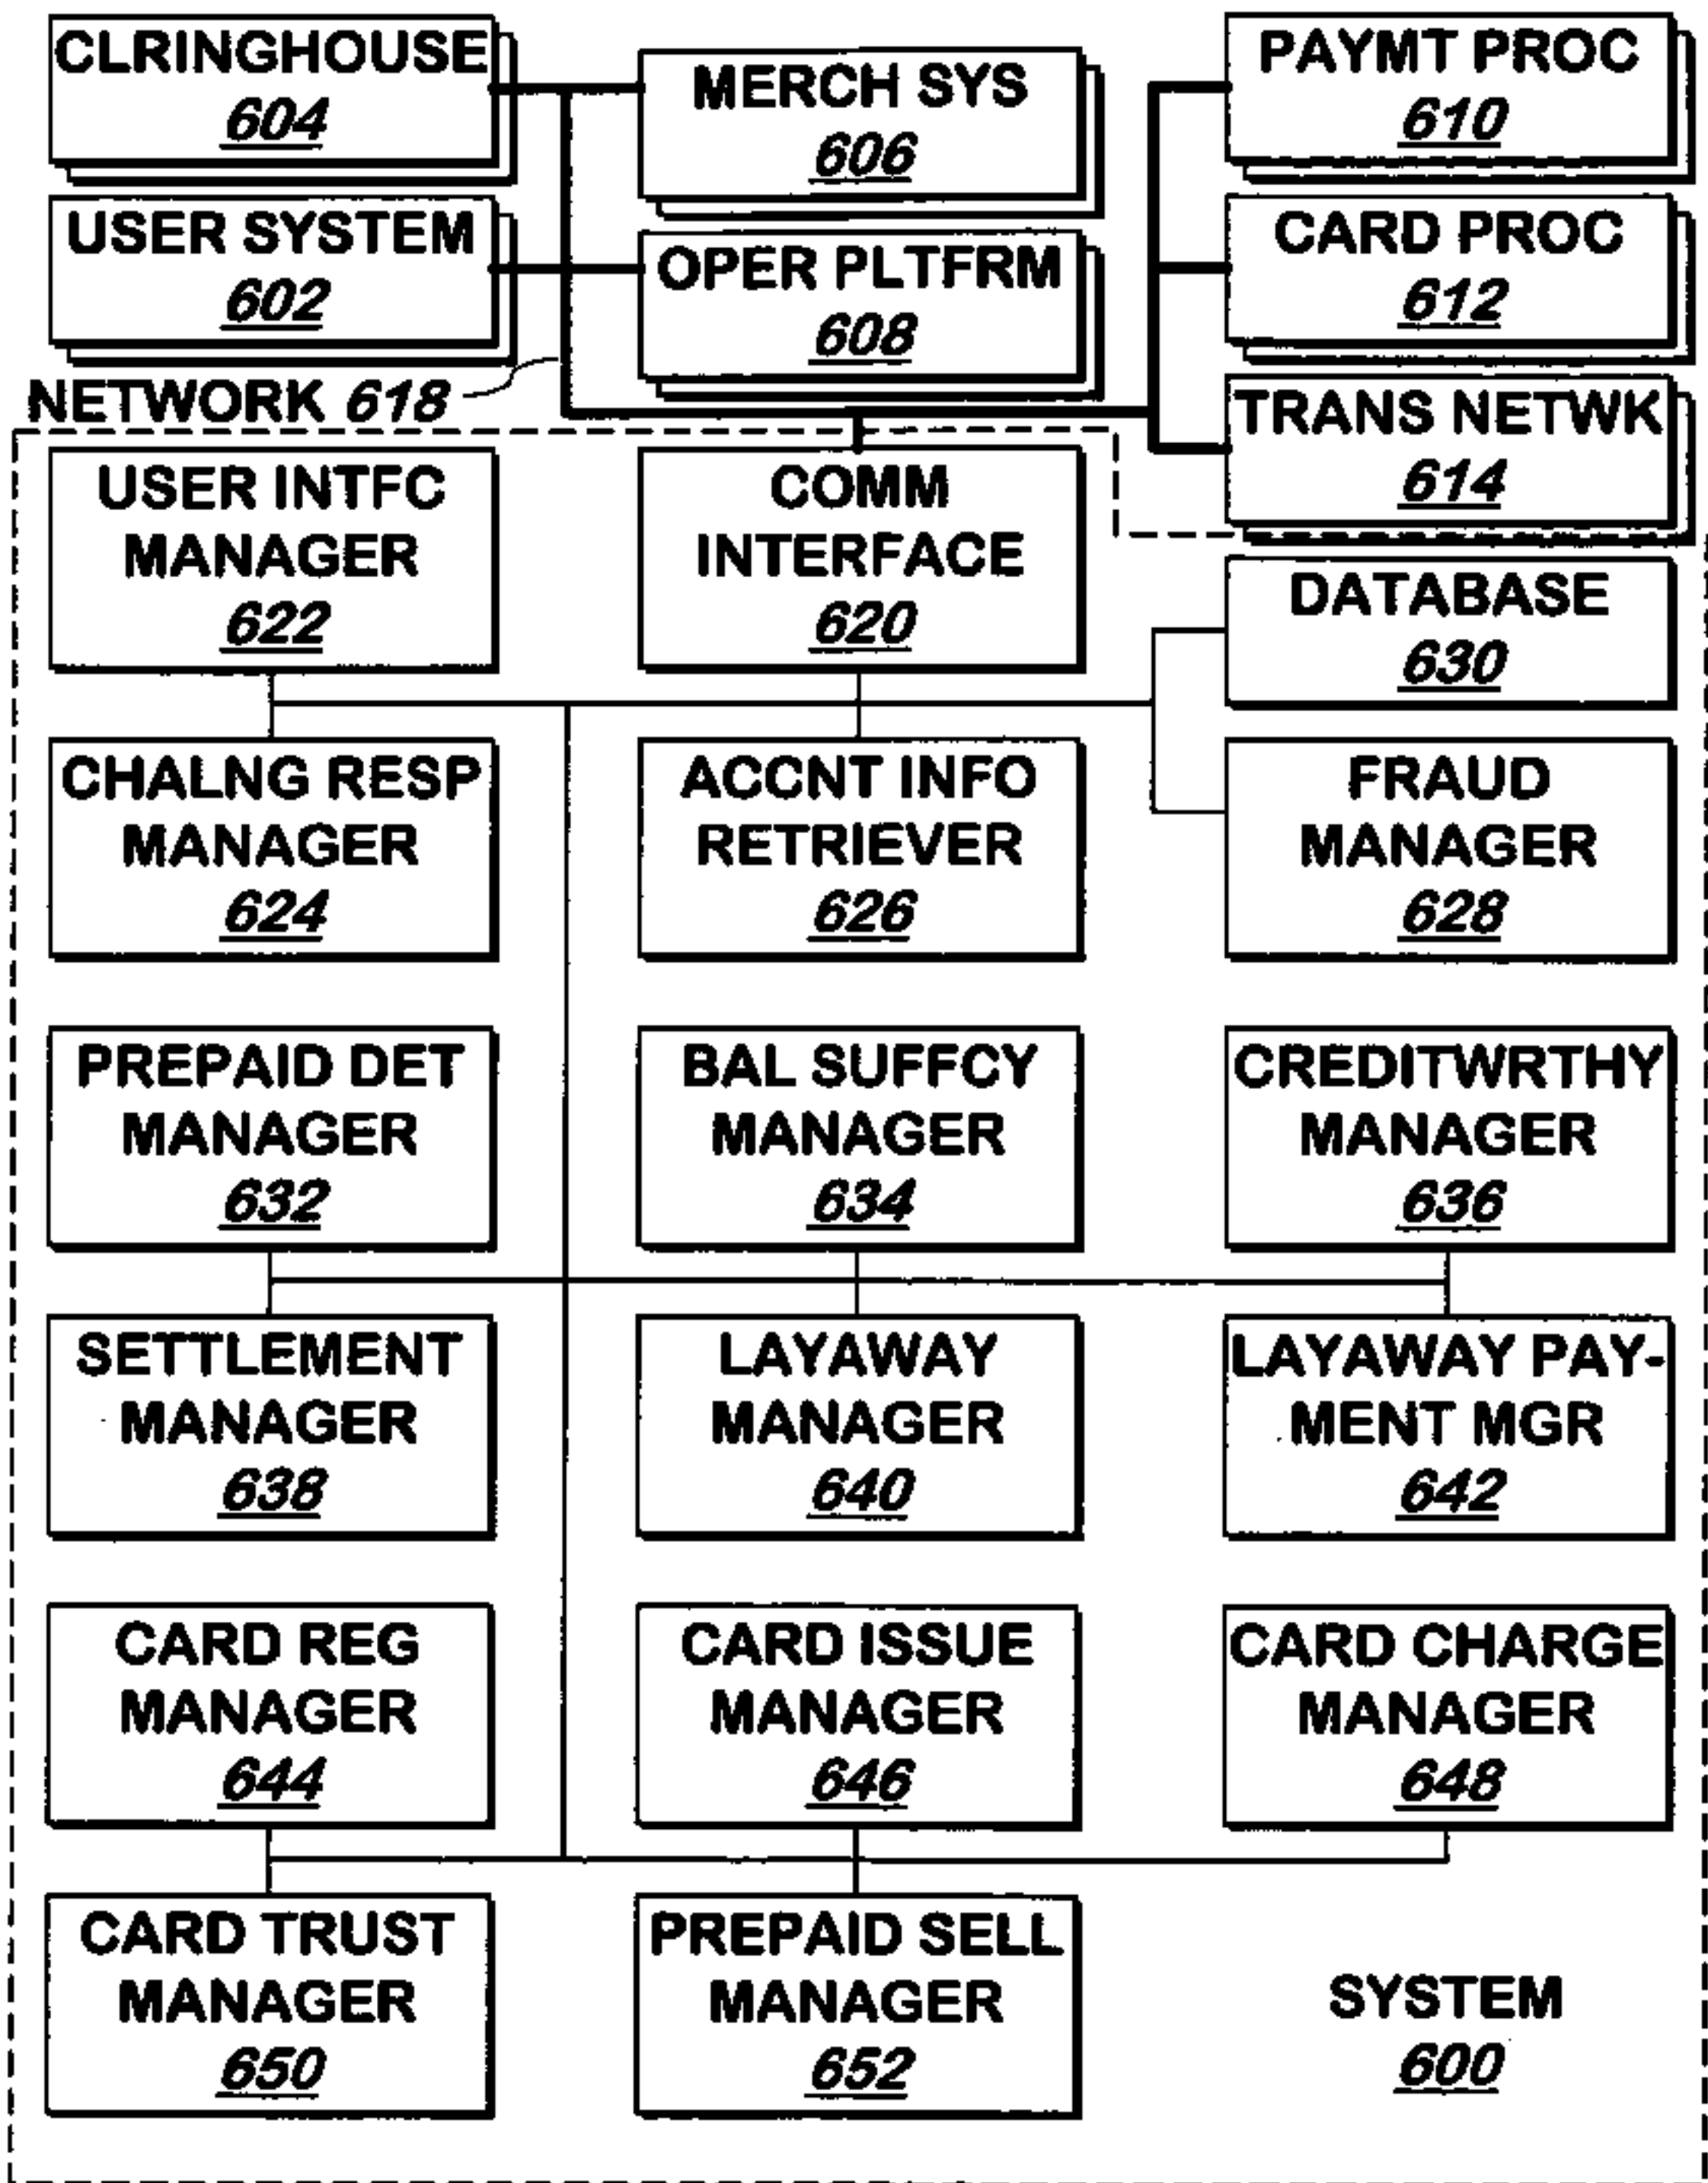 CLRINGHOUSE
604
MERCH SYS
606
PAYMT PROC
610
USER SYSTEM
602
OPER PLTFRM
608
CARD PROC
612
NETWORK 618
TRANS NETWK
614
USER INTFC
MANAGER
622
COMM
INTERFACE
620
DATABASE
630
CHALNG RESP
MANAGER
624
ACCNT INFO
RETRIEVER
626
FRAUD
MANAGER
628
PREPAID DET
MANAGER
632
BAL SUFFCY
MANAGER
634
CREDITWRTHY
MANAGER
636
SETTLEMENT
MANAGER
638
LAYAWAY
MANAGER
640
LAYAWAY PAY-
MENT MGR
642
CARD REG
MANAGER
644
CARD ISSUE
MANAGER
646
CARD CHARGE
MANAGER
648
CARD TRUST
MANAGER
650
PREPAID SELL
MANAGER
652
SYSTEM
600